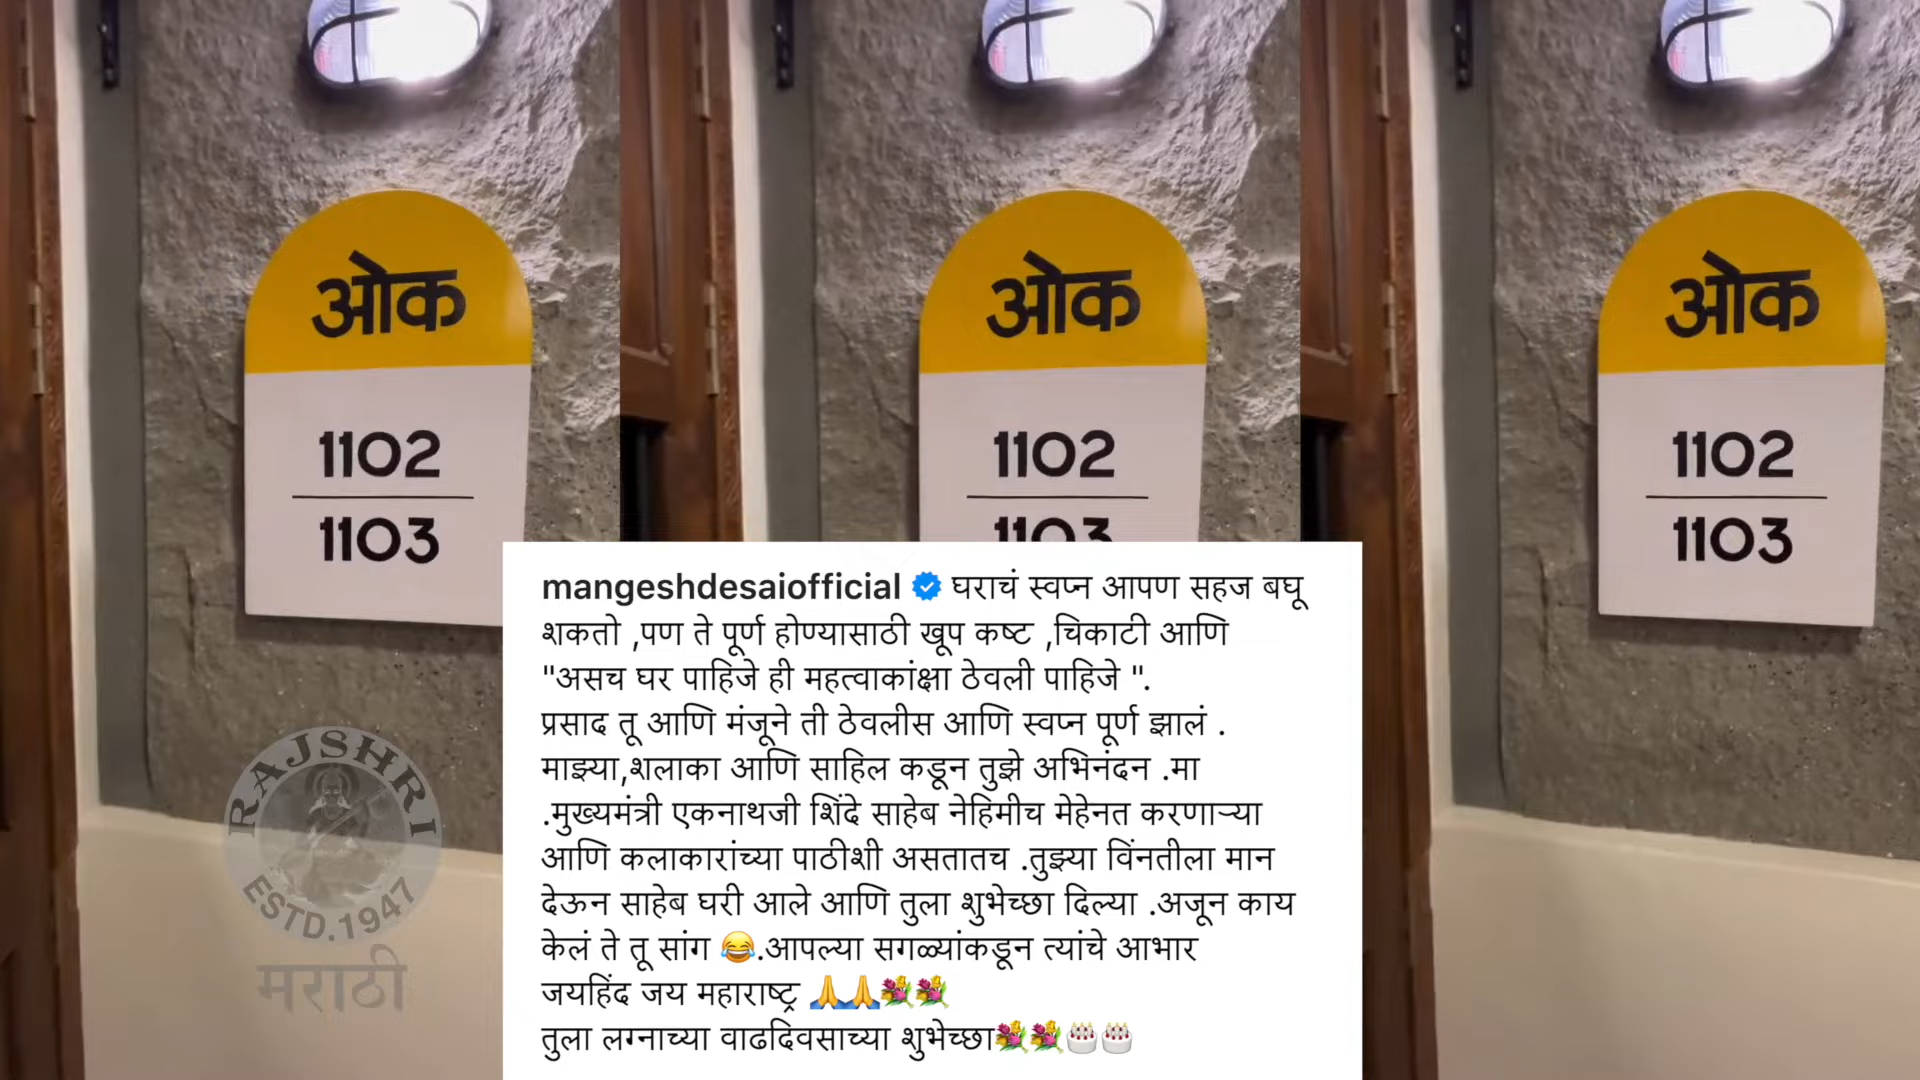 ओक
1102
1103
ओक
1102
1103
ओक
1102
1103
mangeshdesaiofficial घराचं स्वप्न आपण सहज बघू
शकतो ,पण ते पूर्ण होण्यासाठी खूप कष्ट ,चिकाटी आणि
"असच घर पाहिजे ही महत्वाकांक्षा ठेवली पाहिजे ".
प्रसाद तू आणि मंजूने ती ठेवलीस आणि स्वप्न पूर्ण झालं .
माझ्या,शलाका आणि साहिल कडून तुझे अभिनंदन .मा
.मुख्यमंत्री एकनाथजी शिंदे साहेब नेहिमीच मेहेनत करणाऱ्या
आणि कलाकारांच्या पाठीशी असतातच .तुझ्या विंनतीला मान
देऊन साहेब घरी आले आणि तुला शुभेच्छा दिल्या .अजून काय
केलं ते तू सांग 😂.आपल्या सगळ्यांकडून त्यांचे आभार
जयहिंद जय महाराष्ट्र 🙏🙏💐💐
तुला लग्नाच्या वाढदिवसाच्या शुभेच्छा💐💐🎂🎂
RAJSHRI
ESTD.1947
मराठी